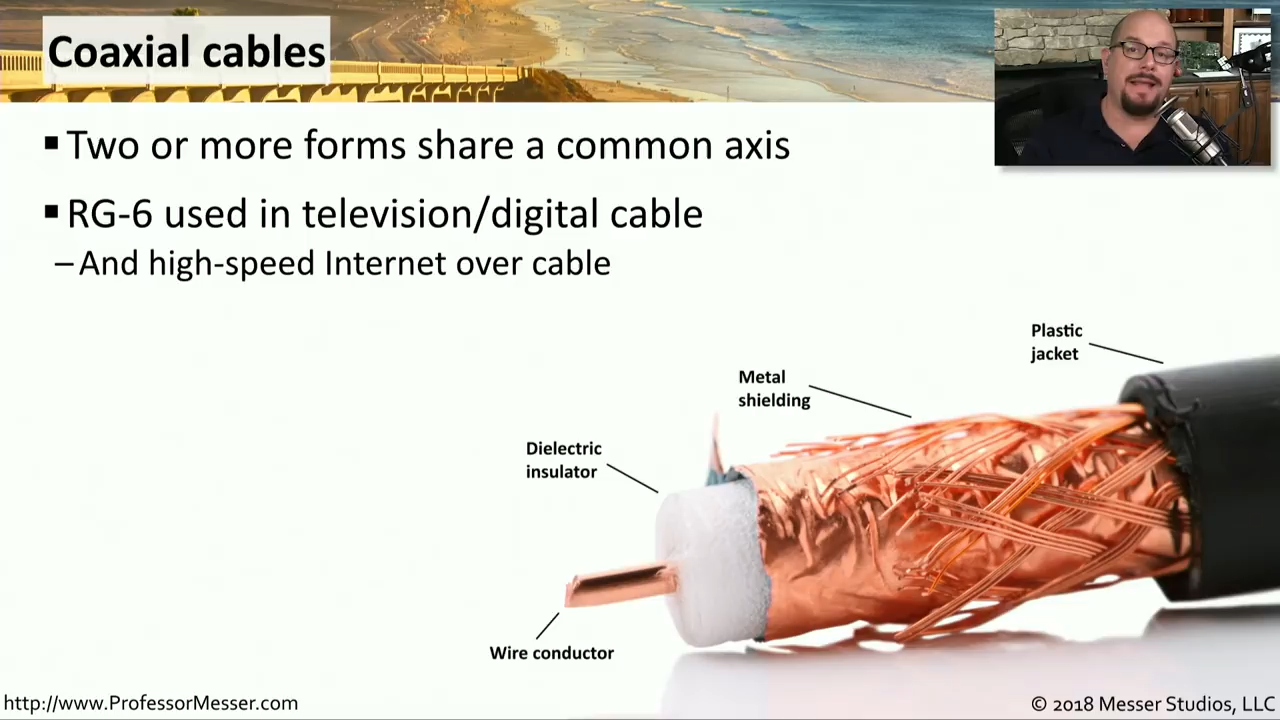 Coaxial cables
▪ Two or more forms share a common axis
▪ RG-6 used in television/digital cable
– And high-speed Internet over cable
Plastic
jacket
Metal
shielding
Dielectric
insulator
Wire conductor
http://www.ProfessorMesser.com
© 2018 Messer Studios, LLC